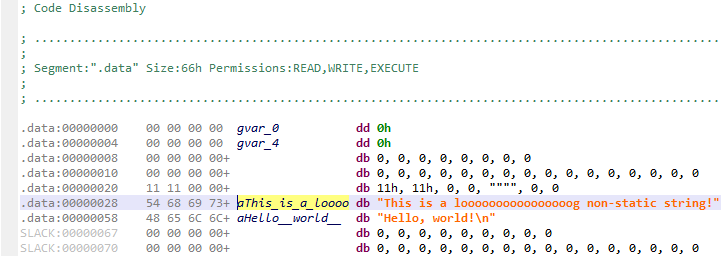 ; Code Disassembly
; ..........................................................................................
;
; Segment:".data" Size:66h Permissions:READ,WRITE,EXECUTE
;
; ..........................................................................................
.data:00000000 00 00 00 00 gvar_0 dd 0h
.data:00000004 00 00 00 00 gvar_4 dd 0h
.data:00000008 00 00 00 00+ db 0, 0, 0, 0, 0, 0, 0, 0
.data:00000010 00 00 00 00+ db 0, 0, 0, 0, 0, 0, 0, 0, 0, 0, 0, 0, 0, 0, 0, 0
.data:00000020 11 11 00 00+ db 11h, 11h, 0, 0, """", 0, 0
.data:00000028 54 68 69 73+ aThis_is_a_loooo db "This is a looooooooooooooooog non-static string!"
.data:00000058 48 65 6C 6C+ aHello__world__ db "Hello, world!\n"
SLACK:00000067 00 00 00 00+ db 0, 0, 0, 0, 0, 0, 0, 0, 0
SLACK:00000070 00 00 00 00+ db 0, 0, 0, 0, 0, 0, 0, 0, 0, 0, 0, 0, 0, 0, 0, 0